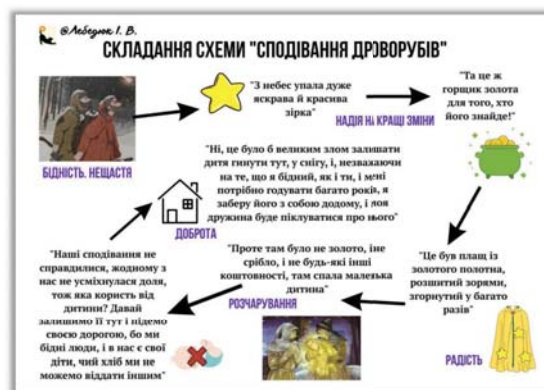 @Лебедюк І. В.
СКЛАДАННЯ СХЕМИ "СПОДІВАННЯ ДРОВОРУБІВ"
"З небес упала дуже
яскрава й красива
зірка"
НАДІЯ НА КРАЩІ ЗМІНИ
"Та це ж
горщик золота
для того, хто
його знайде!"
БІДНІСТЬ. НЕЩАСТЯ
"Ні, це було б великим злом залишати
дитя гинути тут, у снігу, і, незважаючи
на те, що я бідний, як і ти, і мені
потрібно годувати багато років, я
заберу його з собою додому, і моя
дружина буде піклуватися про нього"
ДОБРОТА
"Наші сподівання не
справдилися, жодному з
нас не усміхнулася доля,
тож яка користь від
дитини? Давай
залишимо її тут і підемо
своєю дорогою, бо ми
бідні люди, і в нас є свої
діти, чий хліб ми не
можемо віддати іншим"
"Проте там було не золото, і не
срібло, і не будь-які інші
коштовності, там спала маленька
дитина"
РОЗЧАРУВАННЯ
"Це був плащ із
золотого полотна,
розшитий зорями,
згорнутий у багато
разів"
РАДІСТЬ